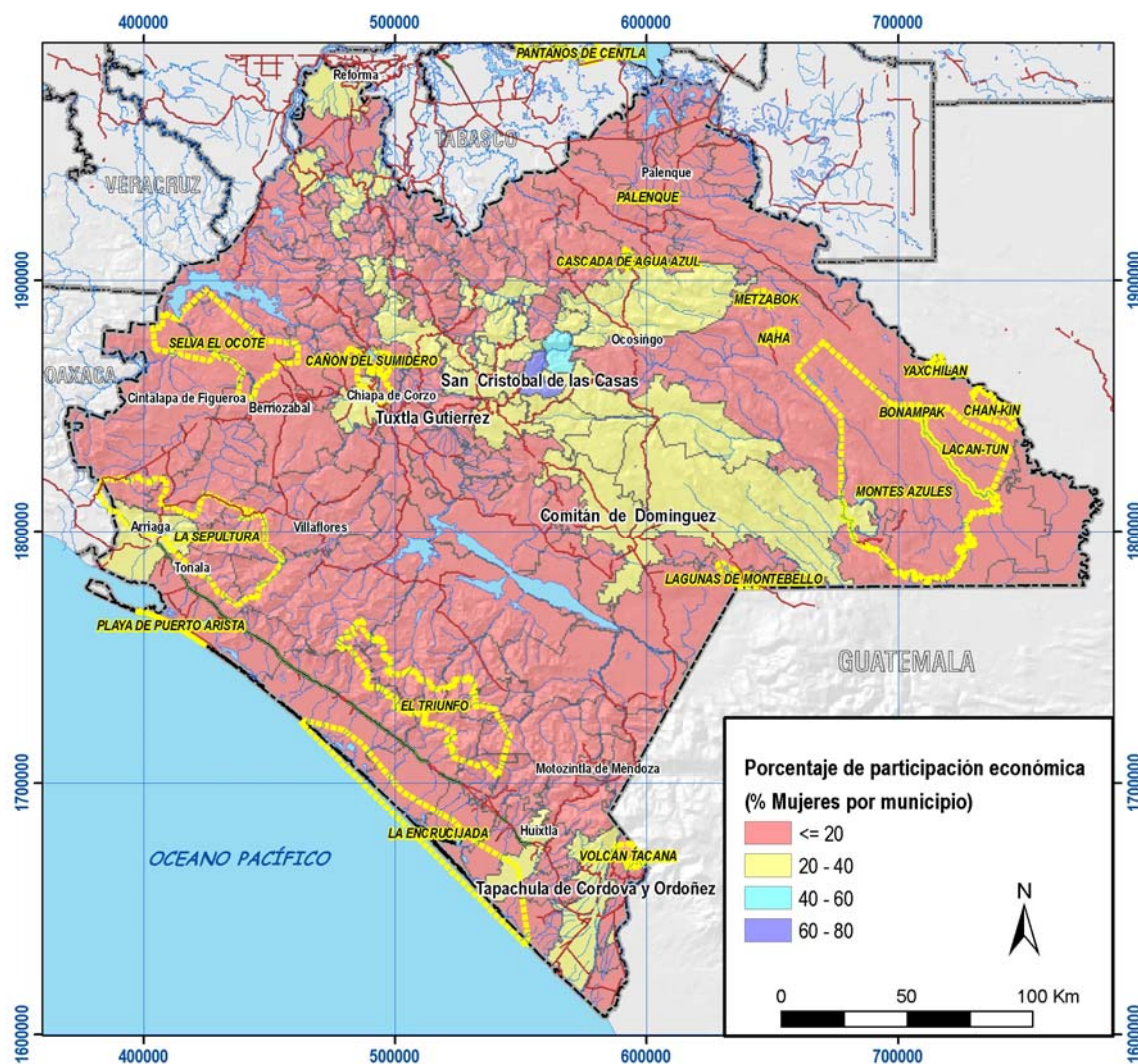 400000 500000 600000 700000
PANTANOS DE CENTLA
Reforma
TABASCO
VERACRUZ
Palenque
PALENQUE
CASCADA DE AGUA AZUL
1900000 1900000
METZABOK
NAHA
Ocosingo
SELVA EL OCOTE
CAÑON DEL SUMIDERO
YAXCHILAN
OAXACA
San Cristobal de las Casas
Cintalapa de Figueroa
Chiapa de Corzo
Berriozabal
BONAMPAK
CHAN-KIN
Tuxtla Gutierrez
LACAN-TUN
MONTES AZULES
Comitán de Dominguez
Arriaga
Villaflores
LA SEPULTURA
1800000 1800000
Tonala
LAGUNAS DE MONTEBELLO
PLAYA DE PUERTO ARISTA
GUATEMALA
EL TRIUNFO
Motozintla de Mendoza
1700000 1700000
LA ENCRUCIJADA
Huixtla
OCEANO PACÍFICO
VOLCAN TACANA
Tapachula de Cordova y Ordoñez
Porcentaje de participación económica
(% Mujeres por municipio)
<= 20
20 - 40
40 - 60
60 - 80
N
0 50 100 Km
1600000 1600000
400000 500000 600000 700000